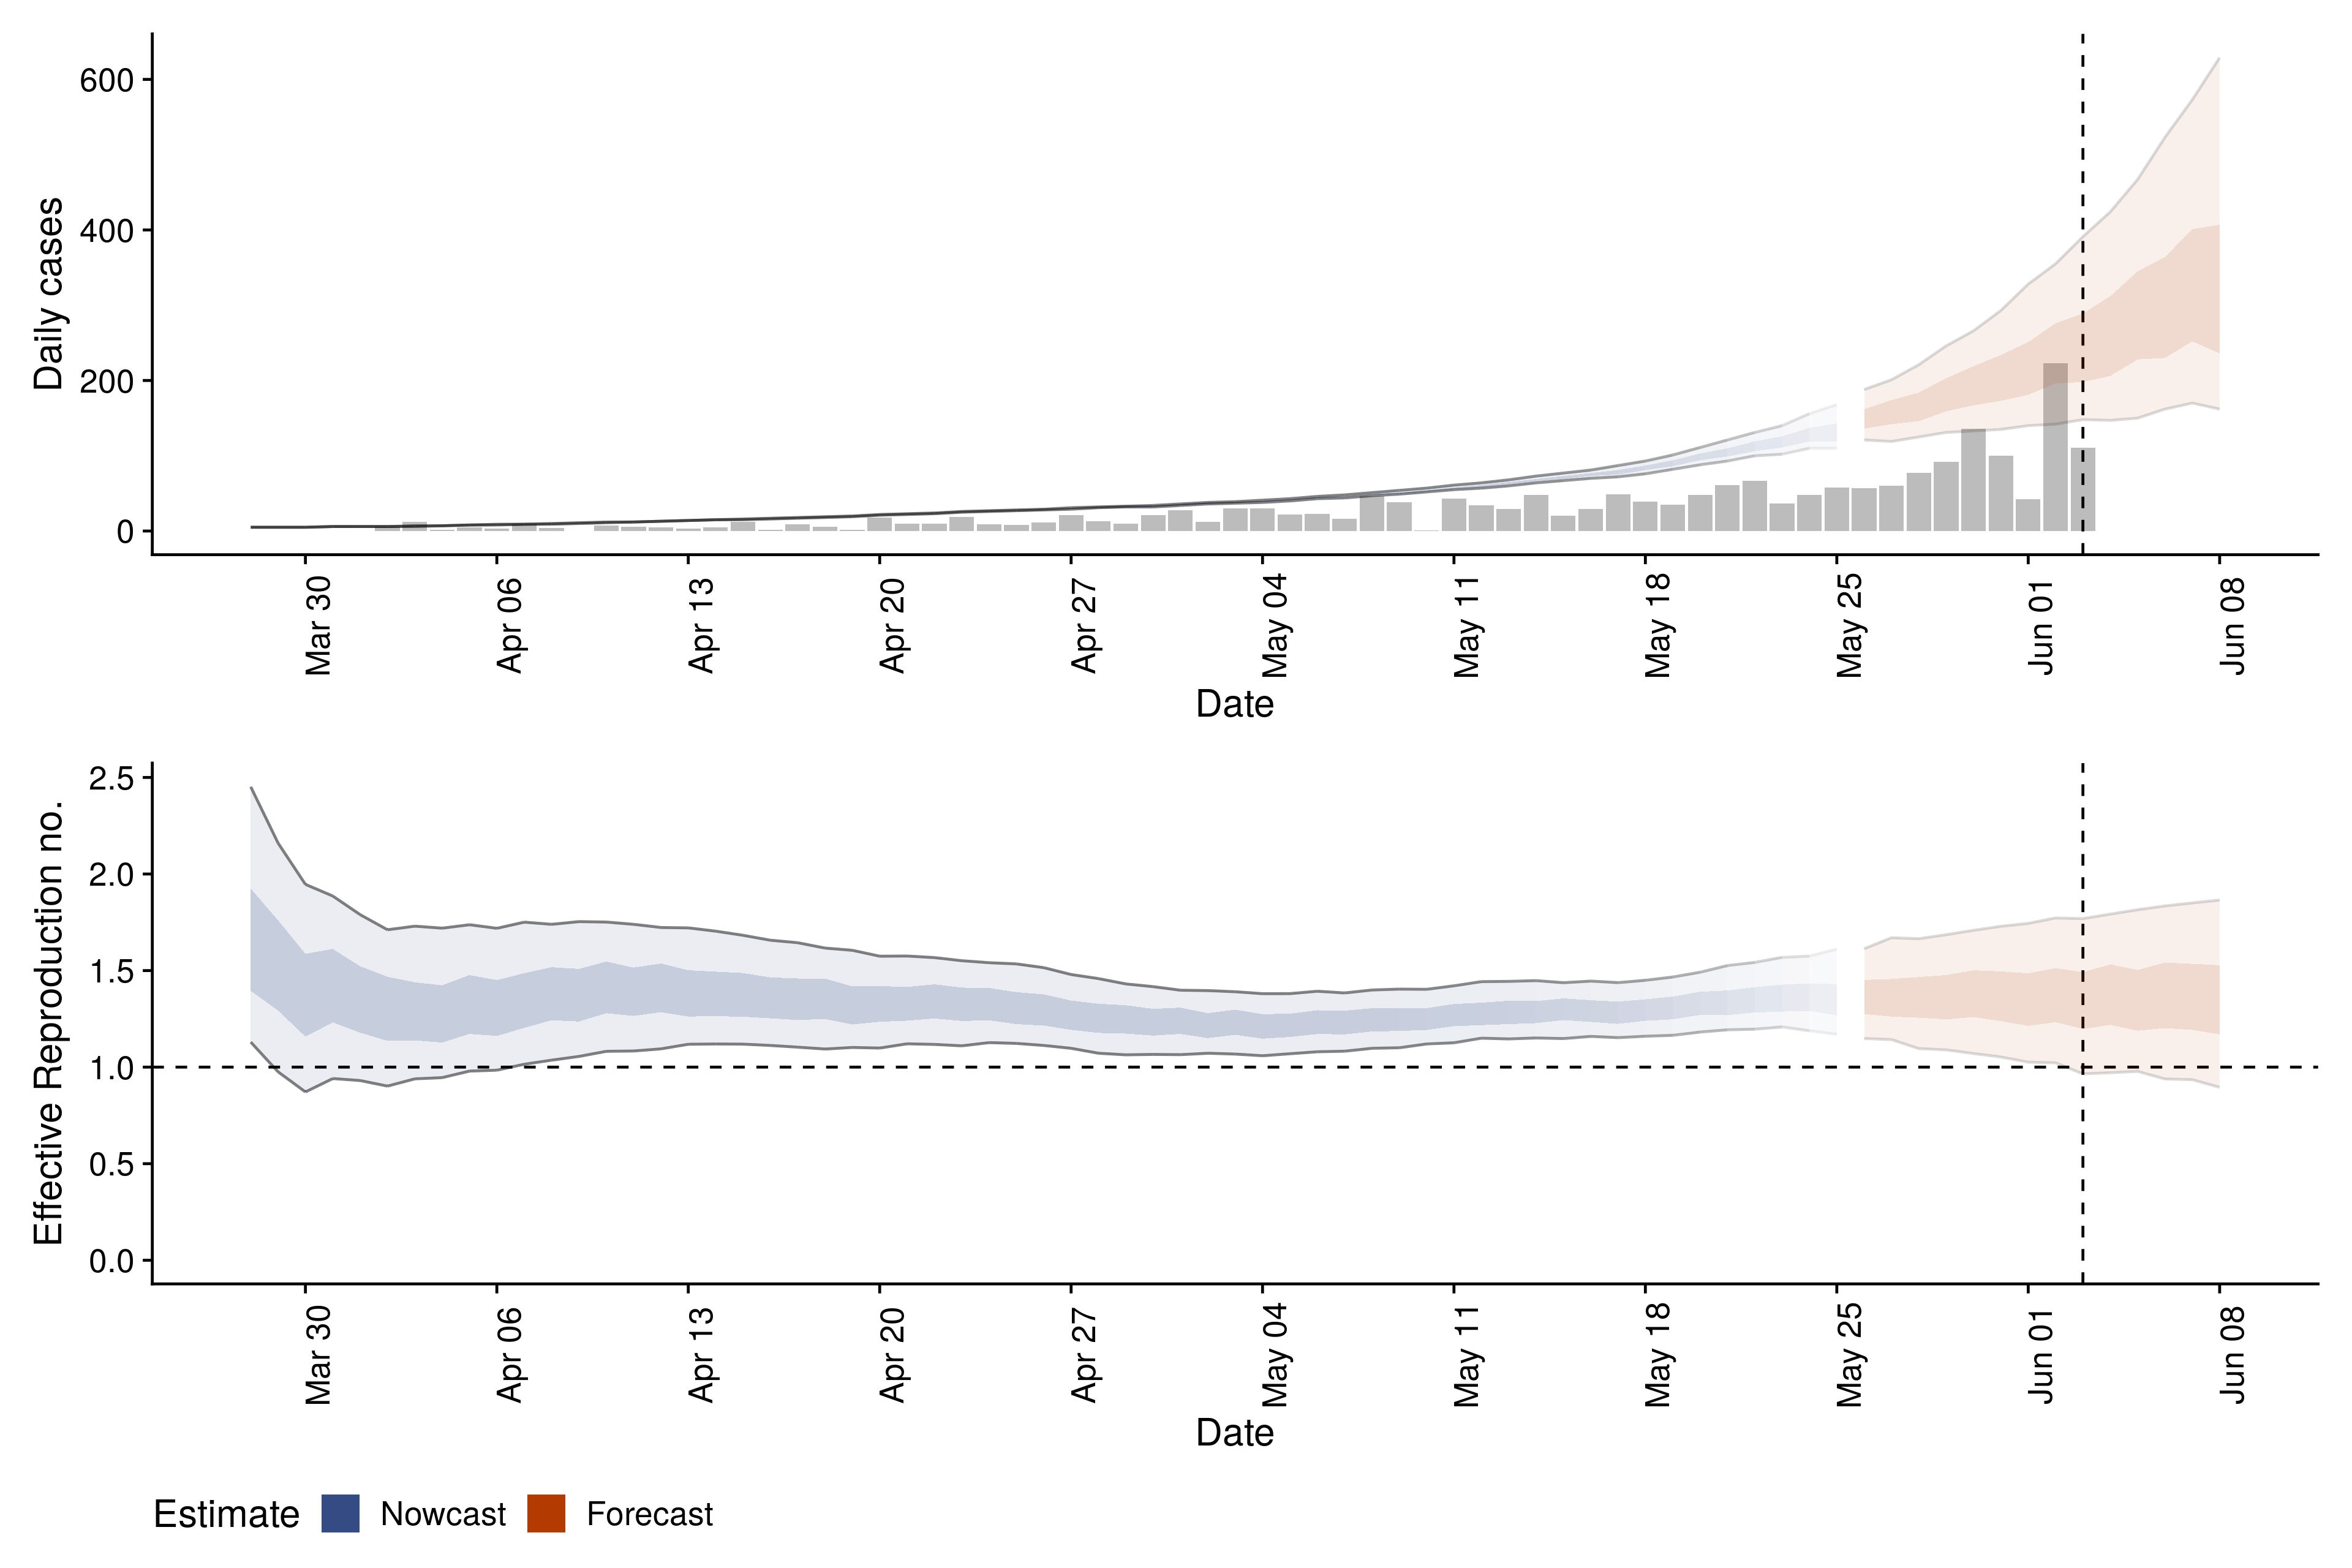 600
400
200
0
Daily cases
Mar 30
Apr 06
Apr 13
Apr 20
Apr 27
May 04
May 11
May 18
May 25
Jun 01
Jun 08
Date
2.5
2.0
1.5
1.0
0.5
0.0
Effective Reproduction no.
Mar 30
Apr 06
Apr 13
Apr 20
Apr 27
May 04
May 11
May 18
May 25
Jun 01
Jun 08
Date
Estimate Nowcast Forecast